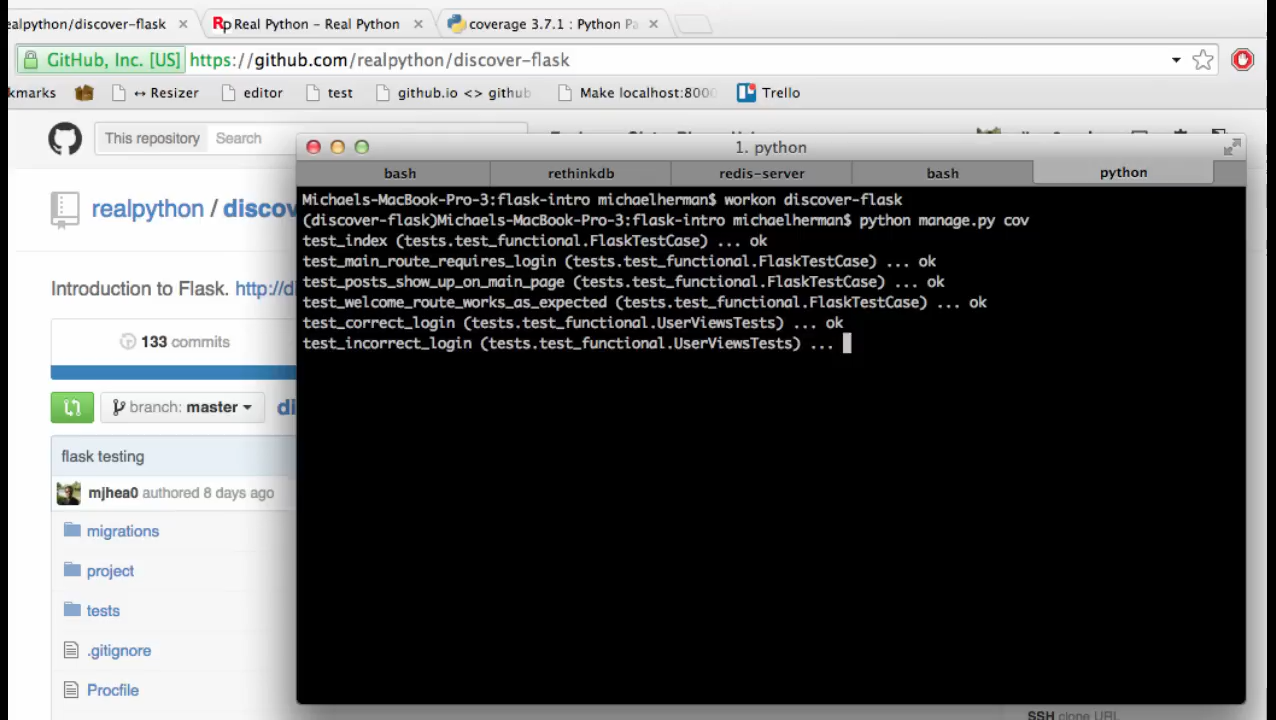 ealpython/discover-flask × Real Python – Real Python × coverage 3.7.1 : Python Pa ×
GitHub, Inc. [US] https://github.com/realpython/discover-flask
kmarks ↔ Resizer editor test github.io <> github Make localhost:8000 Trello
This repository Search
1. python
bash rethinkdb redis-server bash python
realpython / discov
Michaels-MacBook-Pro-3:flask-intro michaelherman$ workon discover-flask
(discover-flask)Michaels-MacBook-Pro-3:flask-intro michaelherman$ python manage.py cov
test_index (tests.test_functional.FlaskTestCase) ... ok
test_main_route_requires_login (tests.test_functional.FlaskTestCase) ... ok
test_posts_show_up_on_main_page (tests.test_functional.FlaskTestCase) ... ok
test_welcome_route_works_as_expected (tests.test_functional.FlaskTestCase) ... ok
test_correct_login (tests.test_functional.UserViewsTests) ... ok
test_incorrect_login (tests.test_functional.UserViewsTests) ...
Introduction to Flask. http://di
133 commits
branch: master di
flask testing
mjhea0 authored 8 days ago
migrations
project
tests
.gitignore
Procfile
SSH clone URL